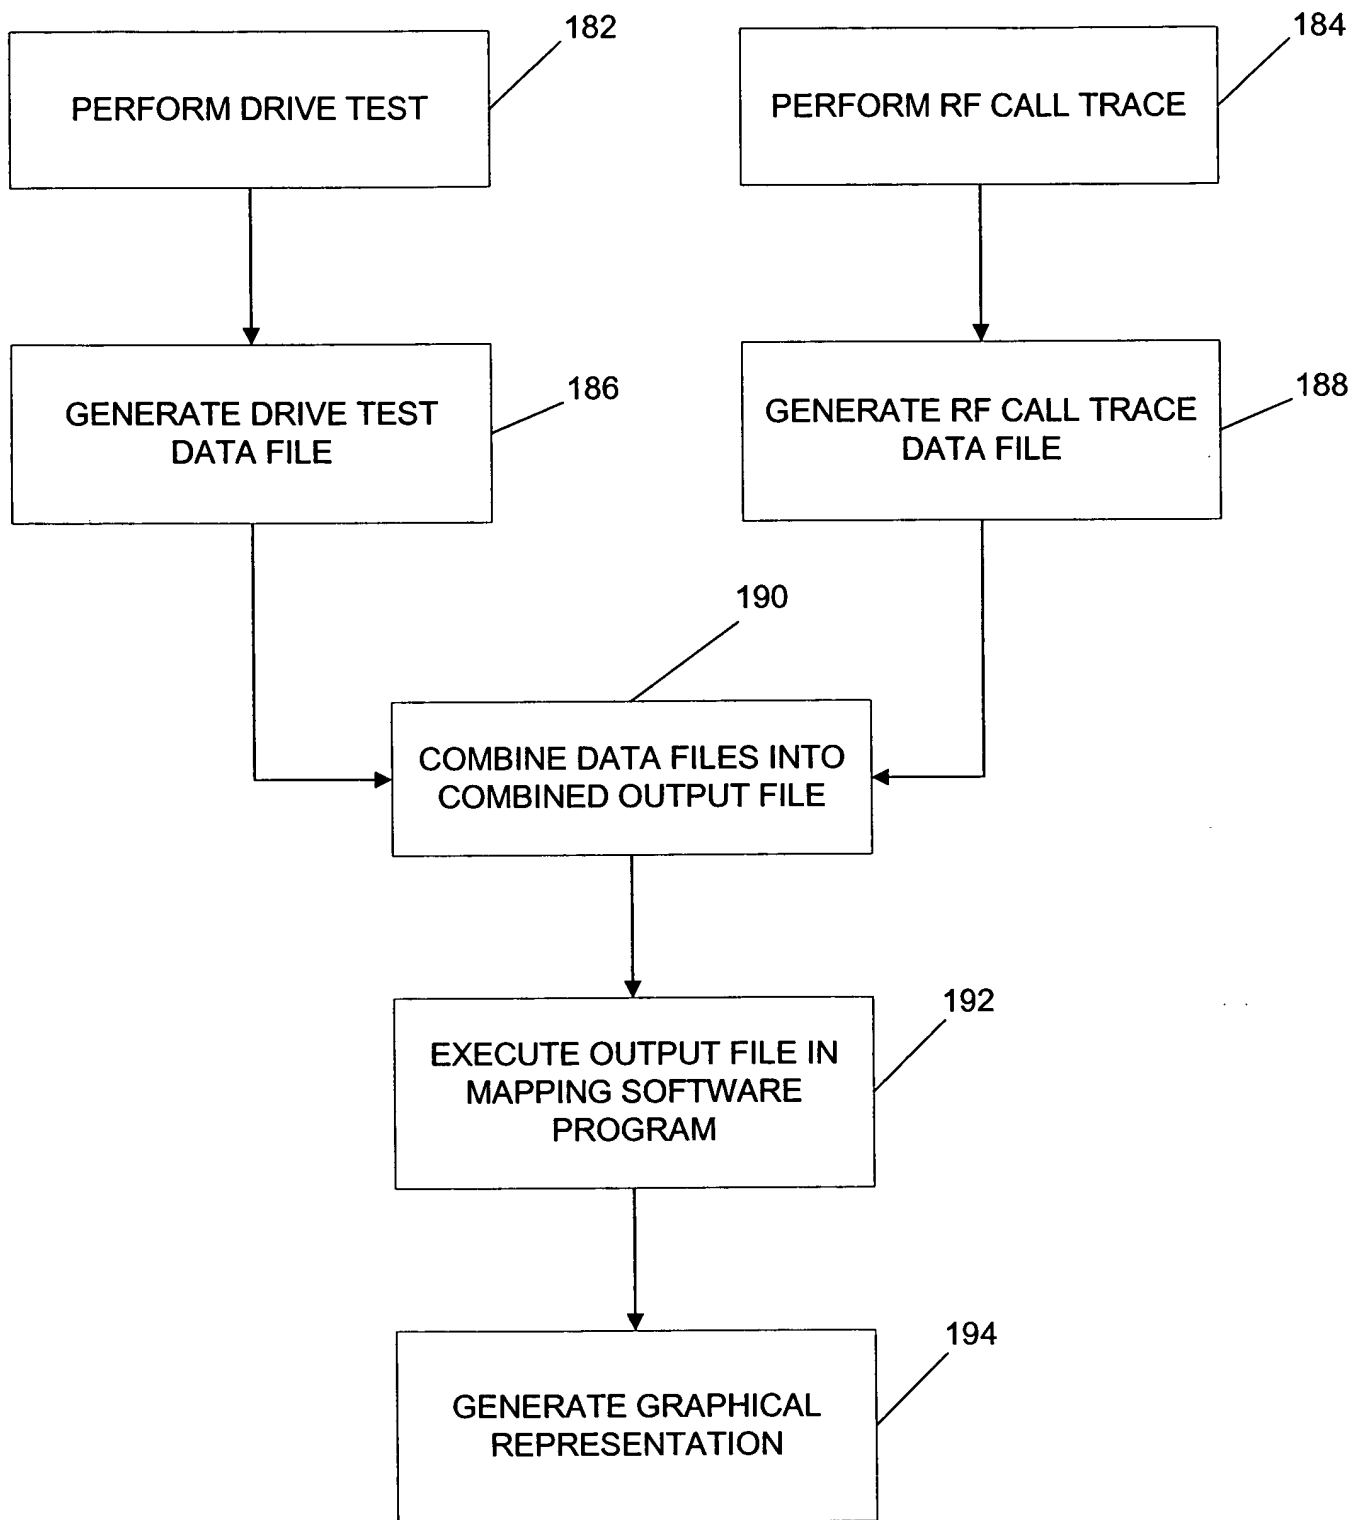 182
PERFORM DRIVE TEST
184
PERFORM RF CALL TRACE
186
GENERATE DRIVE TEST
DATA FILE
188
GENERATE RF CALL TRACE
DATA FILE
190
COMBINE DATA FILES INTO
COMBINED OUTPUT FILE
192
EXECUTE OUTPUT FILE IN
MAPPING SOFTWARE
PROGRAM
194
GENERATE GRAPHICAL
REPRESENTATION